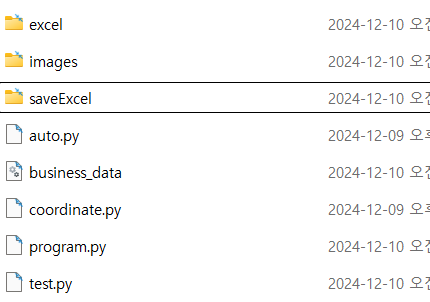 excel 2024-12-10 오전
images 2024-12-10 오전
saveExcel 2024-12-10 오전
auto.py 2024-12-09 오후
business_data 2024-12-10 오전
coordinate.py 2024-12-09 오후
program.py 2024-12-10 오전
test.py 2024-12-10 오전